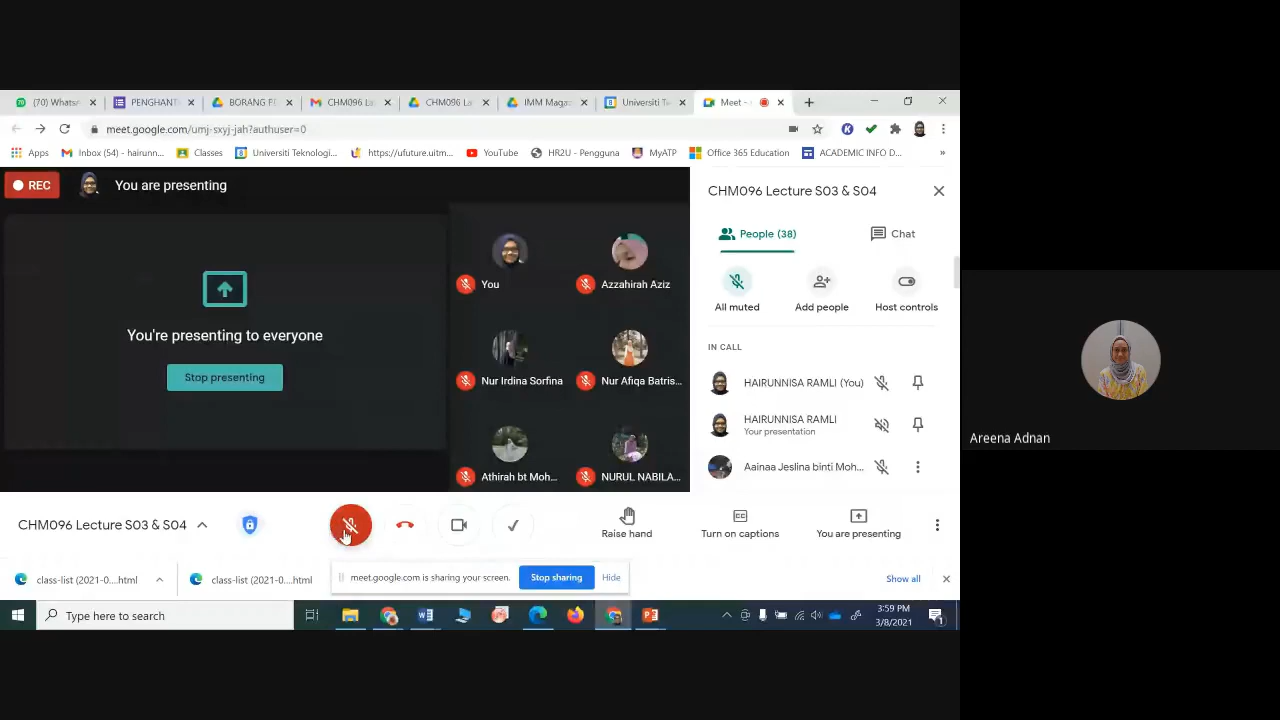 (70) Whats
PENGHANT
BORANG F
CHM096 L
CHM096 L
IMM Maga
Universiti Te
Meet -
meet.google.com/umj-sxyj-jah?authuser=0
Apps
Inbox (54) - hairunn...
Classes
Universiti Teknologi...
https://ufuture.uitm...
YouTube
HR2U - Pengguna
MyATP
Office 365 Education
ACADEMIC INFO D...
»
REC
You are presenting
You're presenting to everyone
Stop presenting
You
Azzahirah Aziz
Nur Irdina Sorfina
Nur Afiqa Batris...
Athirah bt Moh...
NURUL NABILA...
CHM096 Lecture S03 & S04
People (38)
Chat
All muted
Add people
Host controls
IN CALL
HAIRUNNISA RAMLI (You)
HAIRUNNISA RAMLI
Your presentation
Aainaa Jeslina binti Moh...
Areena Adnan
CHM096 Lecture S03 & S04
Raise hand
Turn on captions
You are presenting
class-list (2021-0....html
class-list (2021-0....html
meet.google.com is sharing your screen.
Stop sharing
Hide
Show all
Type here to search
3:59 PM
3/8/2021
1